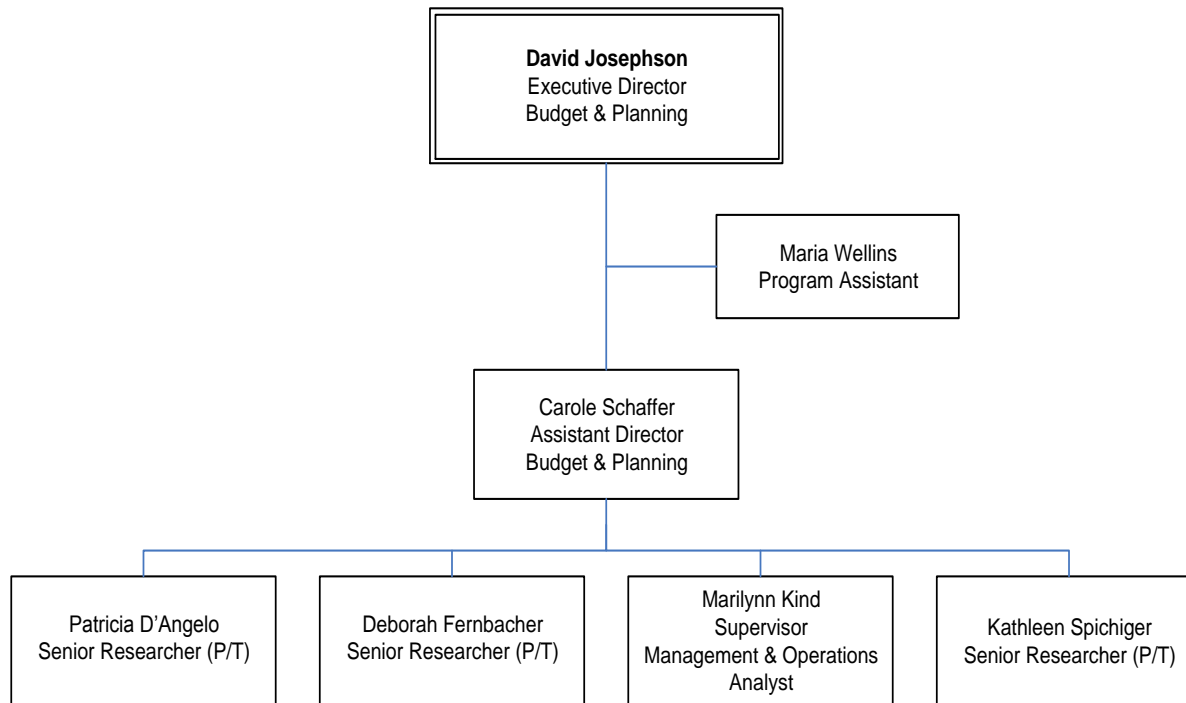 David Josephson
Executive Director
Budget & Planning
Maria Wellins
Program Assistant
Carole Schaffer
Assistant Director
Budget & Planning
Patricia D’Angelo
Senior Researcher (P/T)
Deborah Fernbacher
Senior Researcher (P/T)
Marilynn Kind
Supervisor
Management & Operations
Analyst
Kathleen Spichiger
Senior Researcher (P/T)